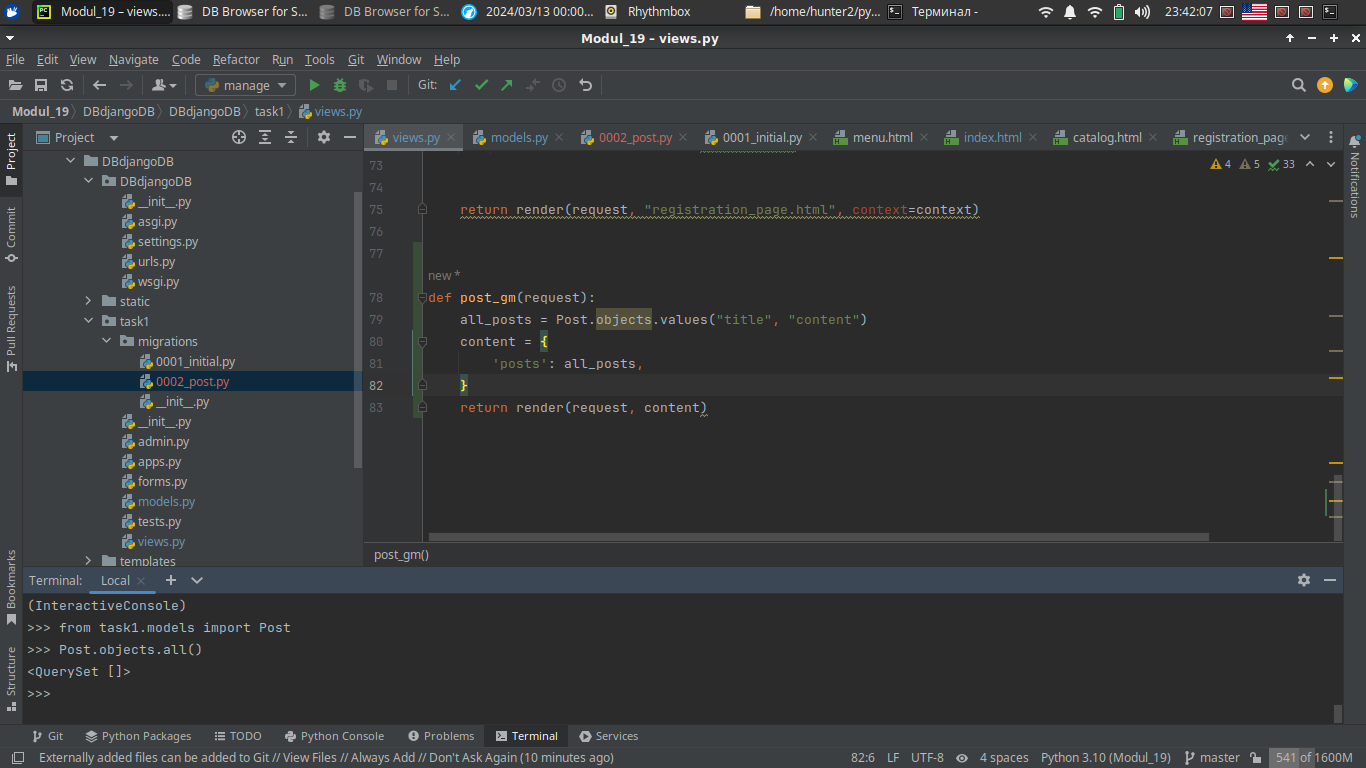 Modul_19 – views....
DB Browser for S...
DB Browser for S...
2024/03/13 00:00...
Rhythmbox
/home/hunter2/py...
Терминал -
23:42:07
Modul_19 – views.py
File Edit View Navigate Code Refactor Run Tools Git Window Help
manage
Git:
Modul_19 DBdjangoDB DBdjangoDB task1 views.py
Project
views.py models.py 0002_post.py 0001_initial.py menu.html index.html catalog.html registration_page
DBdjangoDB
DBdjangoDB
__init__.py
asgi.py
settings.py
urls.py
wsgi.py
static
task1
migrations
0001_initial.py
0002_post.py
__init__.py
__init__.py
admin.py
apps.py
forms.py
models.py
tests.py
views.py
templates
Project
Commit
Pull Requests
Bookmarks
Structure
Notifications
4 5 33
73
74
75 return render(request, "registration_page.html", context=context)
76
77
new *
78 def post_gm(request):
79 all_posts = Post.objects.values("title", "content")
80 content = {
81 'posts': all_posts,
82 }
83 return render(request, content)
post_gm()
Terminal: Local
(InteractiveConsole)
>>> from task1.models import Post
>>> Post.objects.all()
<QuerySet []>
>>>
Git Python Packages TODO Python Console Problems Terminal Services
Externally added files can be added to Git // View Files // Always Add // Don't Ask Again (10 minutes ago)
82:6 LF UTF-8 4 spaces Python 3.10 (Modul_19) master 541 of 1600M